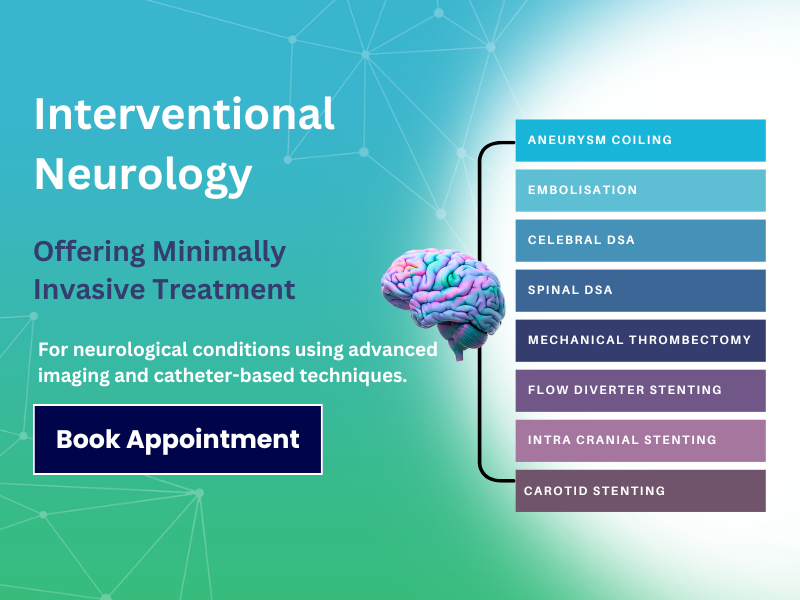 Interventional
Neurology
Offering Minimally
Invasive Treatment
For neurological conditions using advanced
imaging and catheter-based techniques.
Book Appointment
ANEURYSM COILING
EMBOLISATION
CELEBRAL DSA
SPINAL DSA
MECHANICAL THROMBECTOMY
FLOW DIVERTER STENTING
INTRA CRANIAL STENTING
CAROTID STENTING